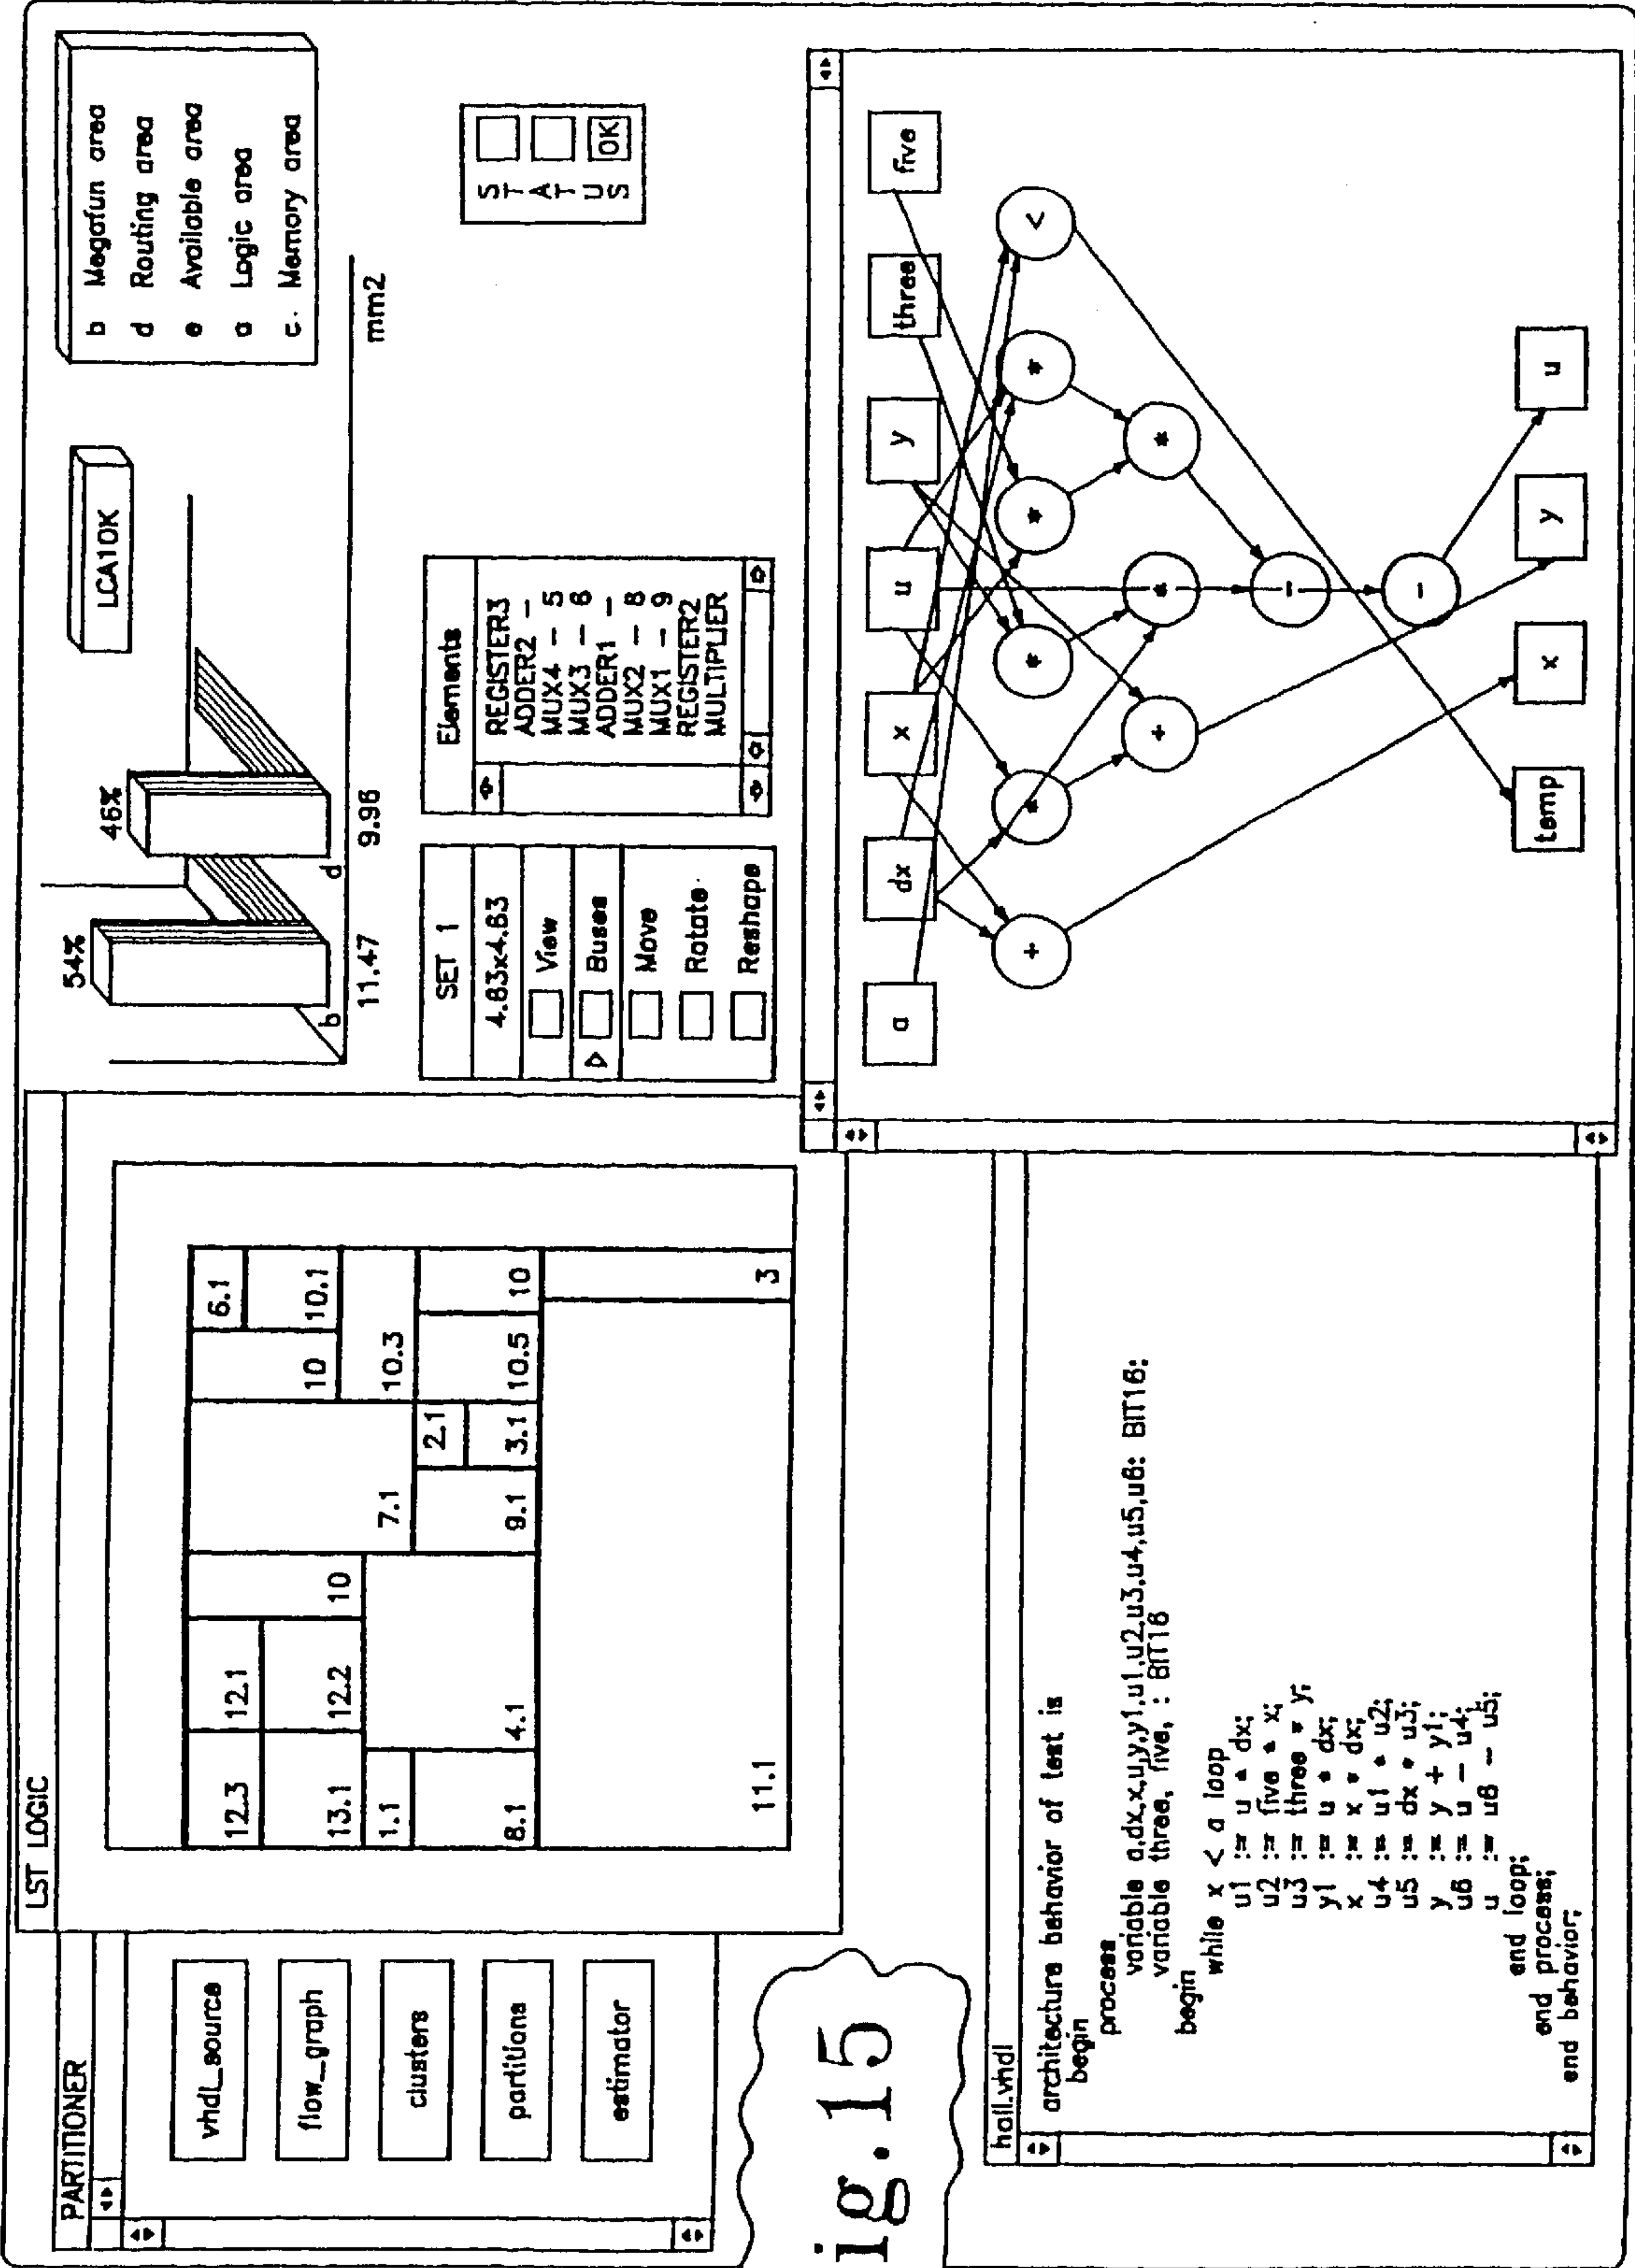 PARTITIONER
vhdl_source
flow_graph
clusters
partitions
estimator
LST LOGIC
12.3
12.1
10
7.1
10
6.1
13.1
12.2
10.1
1.1
4.1
10.3
8.1
9.1
2.1
3.1
10.5
10
11.1
3
54%
46%
b
d
11.47
9.96
mm2
LCA10K
b Megafun area
d Routing area
e Available area
a Logic area
c. Memory area
SET 1
4.83x4.83
View
Buses
Move
Rotate
Reshape
Elements
REGISTER3
ADDER2 -
MUX4 - 5
MUX3 - 6
ADDER1 -
MUX2 - 8
MUX1 - 9
REGISTER2
MULTIPLIER
STATUS
OK
ig.15
hall.vhdl
architecture behavior of test is
begin
process
variable a,dx,x,u,y,y1,u1,u2,u3,u4,u5,u6: BIT16;
variable three, five, : BIT16
begin
while x < a loop
u1 := u * dx;
u2 := five * x;
u3 := three * y;
y1 := u * dx;
x := x * dx;
u4 := u1 * u2;
u5 := dx * u3;
y := y + y1;
u6 := u - u4;
u := u6 - u5;
end loop;
end process;
end behavior;
a
dx
x
u
y
three
five
+
*
*
*
*
<
+
*
*
-
-
temp
x
y
u